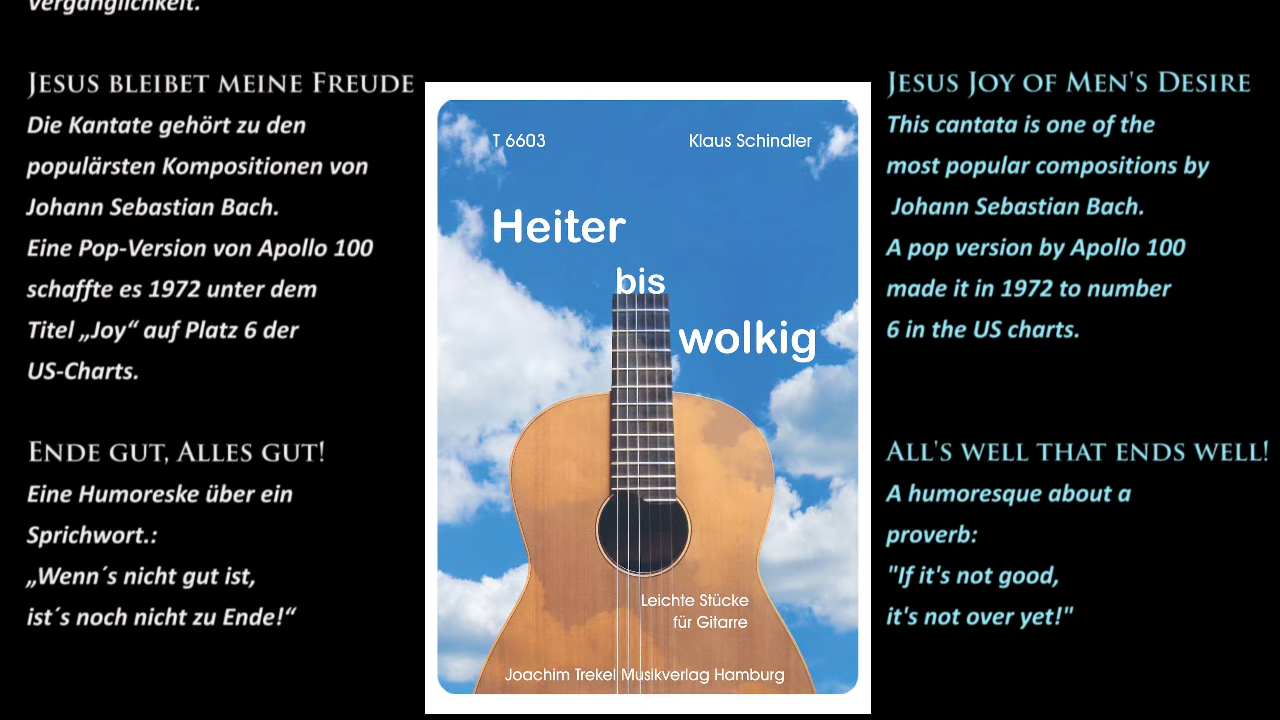 Vergänglichkeit.
Jesus bleibet meine Freude
Die Kantate gehört zu den
populärsten Kompositionen von
Johann Sebastian Bach.
Eine Pop-Version von Apollo 100
schaffte es 1972 unter dem
Titel „Joy“ auf Platz 6 der
US-Charts.
Ende gut, Alles gut!
Eine Humoreske über ein
Sprichwort.:
„Wenn´s nicht gut ist,
ist´s noch nicht zu Ende!“
T 6603
Klaus Schindler
Heiter
bis
wolkig
Leichte Stücke
für Gitarre
Joachim Trekel Musikverlag Hamburg
Jesus Joy of Men's Desire
This cantata is one of the
most popular compositions by
Johann Sebastian Bach.
A pop version by Apollo 100
made it in 1972 to number
6 in the US charts.
All's well that ends well!
A humoresque about a
proverb:
"If it's not good,
it's not over yet!"